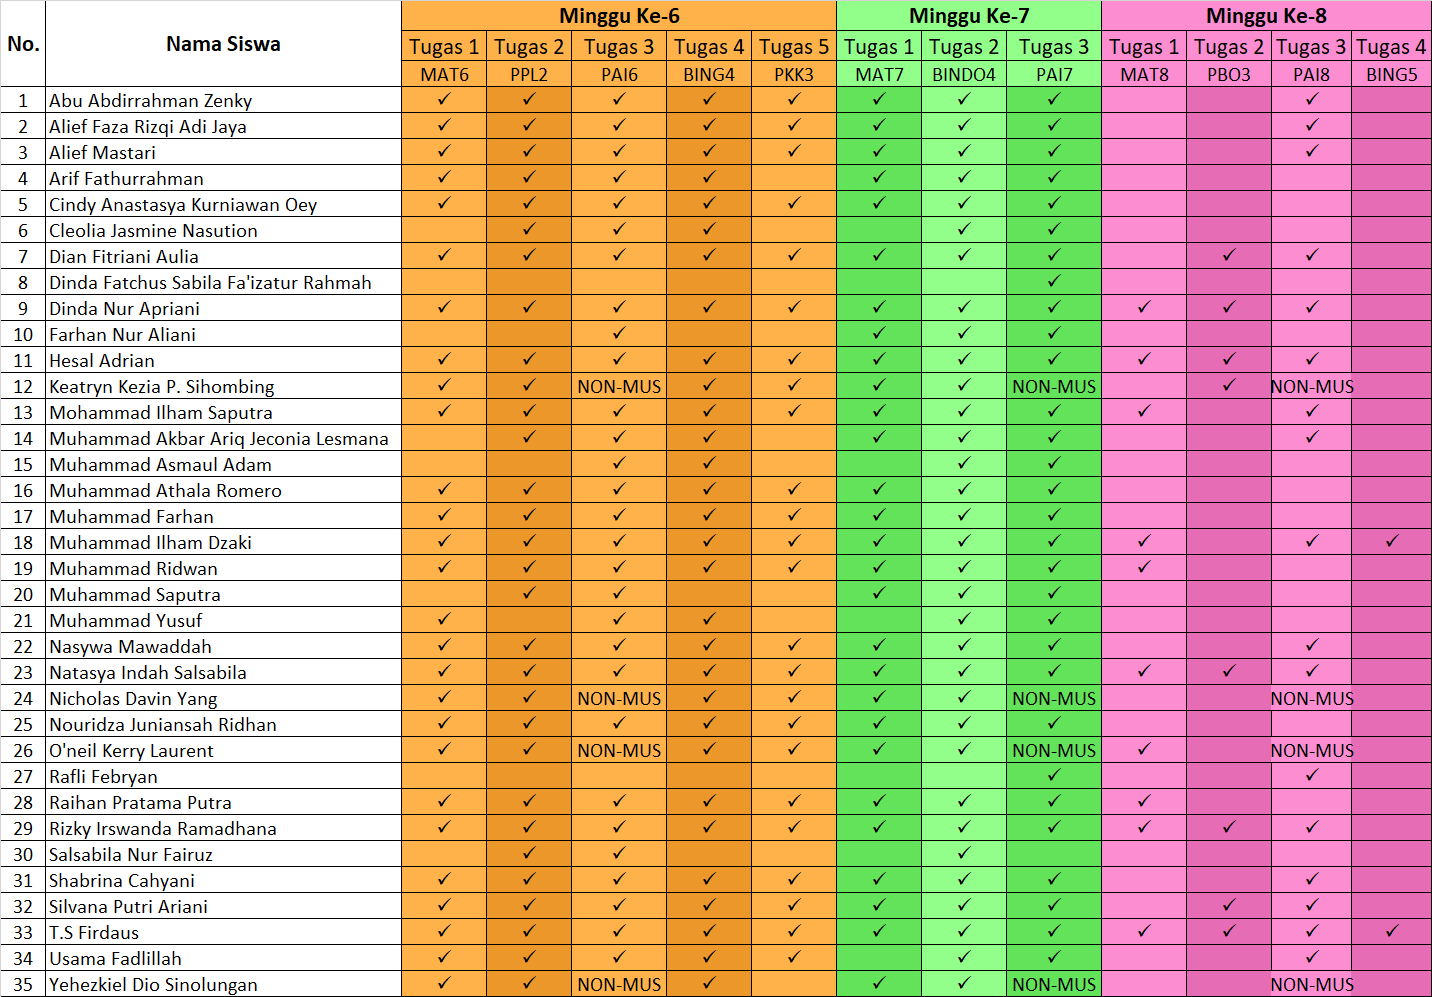 No. Nama Siswa Minggu Ke-6 Minggu Ke-7 Minggu Ke-8
Tugas 1 Tugas 2 Tugas 3 Tugas 4 Tugas 5 Tugas 1 Tugas 2 Tugas 3 Tugas 1 Tugas 2 Tugas 3 Tugas 4
MAT6 PPL2 PAI6 BING4 PKK3 MAT7 BINDO4 PAI7 MAT8 PBO3 PAI8 BING5
1 Abu Abdirrahman Zenky ✓ ✓ ✓ ✓ ✓ ✓ ✓ ✓ ✓
2 Alief Faza Rizqi Adi Jaya ✓ ✓ ✓ ✓ ✓ ✓ ✓ ✓ ✓
3 Alief Mastari ✓ ✓ ✓ ✓ ✓ ✓ ✓ ✓ ✓
4 Arif Fathurrahman ✓ ✓ ✓ ✓ ✓ ✓ ✓
5 Cindy Anastasya Kurniawan Oey ✓ ✓ ✓ ✓ ✓ ✓ ✓ ✓
6 Cleolia Jasmine Nasution ✓ ✓ ✓ ✓ ✓
7 Dian Fitriani Aulia ✓ ✓ ✓ ✓ ✓ ✓ ✓ ✓ ✓ ✓
8 Dinda Fatchus Sabila Fa'izatur Rahmah ✓
9 Dinda Nur Apriani ✓ ✓ ✓ ✓ ✓ ✓ ✓ ✓ ✓ ✓ ✓
10 Farhan Nur Aliani ✓ ✓ ✓ ✓
11 Hesal Adrian ✓ ✓ ✓ ✓ ✓ ✓ ✓ ✓ ✓ ✓ ✓
12 Keatryn Kezia P. Sihombing ✓ ✓ NON-MUS ✓ ✓ ✓ ✓ NON-MUS ✓ NON-MUS
13 Mohammad Ilham Saputra ✓ ✓ ✓ ✓ ✓ ✓ ✓ ✓ ✓ ✓
14 Muhammad Akbar Ariq Jeconia Lesmana ✓ ✓ ✓ ✓ ✓ ✓ ✓
15 Muhammad Asmaul Adam ✓ ✓ ✓ ✓
16 Muhammad Athala Romero ✓ ✓ ✓ ✓ ✓ ✓ ✓ ✓
17 Muhammad Farhan ✓ ✓ ✓ ✓ ✓ ✓ ✓ ✓
18 Muhammad Ilham Dzaki ✓ ✓ ✓ ✓ ✓ ✓ ✓ ✓ ✓ ✓ ✓
19 Muhammad Ridwan ✓ ✓ ✓ ✓ ✓ ✓ ✓ ✓ ✓
20 Muhammad Saputra ✓ ✓ ✓ ✓ ✓
21 Muhammad Yusuf ✓ ✓ ✓ ✓ ✓
22 Nasywa Mawaddah ✓ ✓ ✓ ✓ ✓ ✓ ✓ ✓ ✓
23 Natasya Indah Salsabila ✓ ✓ ✓ ✓ ✓ ✓ ✓ ✓ ✓ ✓ ✓
24 Nicholas Davin Yang ✓ ✓ NON-MUS ✓ ✓ ✓ ✓ NON-MUS NON-MUS
25 Nouridza Juniansah Ridhan ✓ ✓ ✓ ✓ ✓ ✓ ✓ ✓
26 O'neil Kerry Laurent ✓ ✓ NON-MUS ✓ ✓ ✓ ✓ NON-MUS ✓ NON-MUS
27 Rafli Febryan ✓ ✓
28 Raihan Pratama Putra ✓ ✓ ✓ ✓ ✓ ✓ ✓ ✓ ✓
29 Rizky Irswanda Ramadhana ✓ ✓ ✓ ✓ ✓ ✓ ✓ ✓ ✓ ✓ ✓
30 Salsabila Nur Fairuz ✓ ✓ ✓
31 Shabrina Cahyani ✓ ✓ ✓ ✓ ✓ ✓ ✓ ✓ ✓
32 Silvana Putri Ariani ✓ ✓ ✓ ✓ ✓ ✓ ✓ ✓ ✓ ✓
33 T.S Firdaus ✓ ✓ ✓ ✓ ✓ ✓ ✓ ✓ ✓ ✓ ✓ ✓
34 Usama Fadlillah ✓ ✓ ✓ ✓ ✓ ✓ ✓ ✓
35 Yehezkiel Dio Sinolungan ✓ ✓ NON-MUS ✓ ✓ ✓ NON-MUS NON-MUS